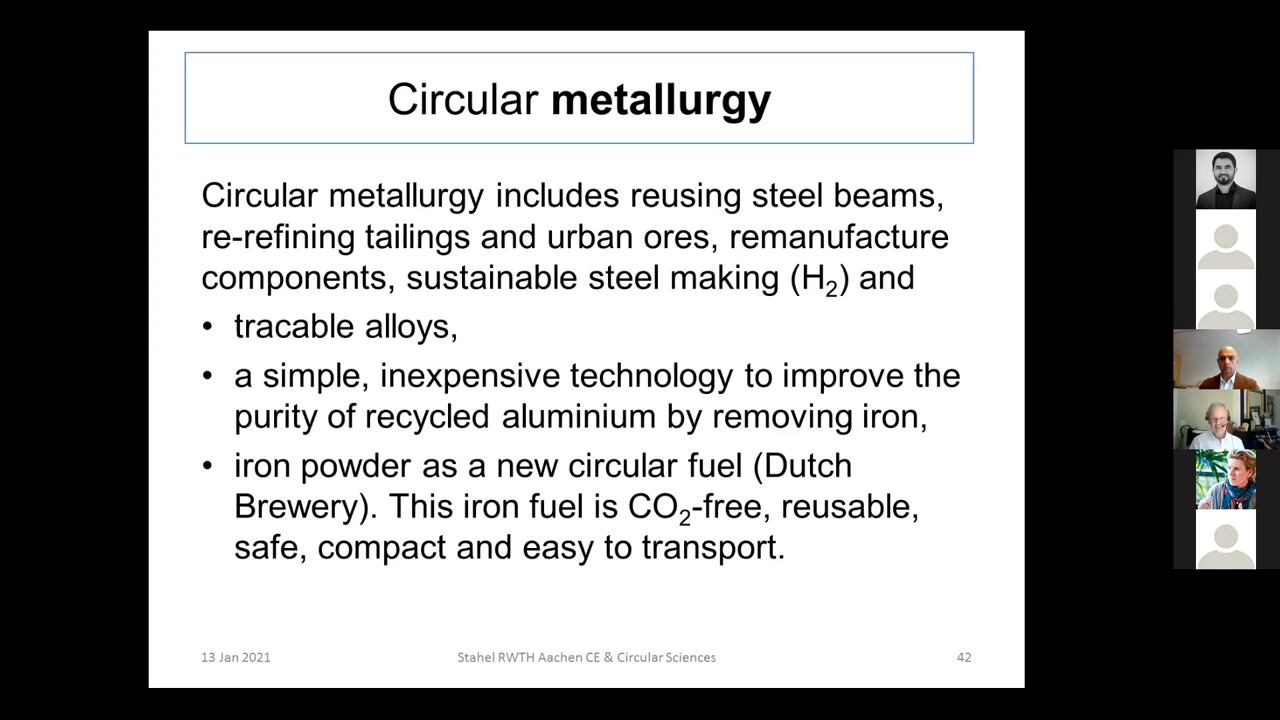 Circular metallurgy
Circular metallurgy includes reusing steel beams,
re-refining tailings and urban ores, remanufacture
components, sustainable steel making (H₂) and
• tracable alloys,
• a simple, inexpensive technology to improve the
purity of recycled aluminium by removing iron,
• iron powder as a new circular fuel (Dutch
Brewery). This iron fuel is CO₂-free, reusable,
safe, compact and easy to transport.
13 Jan 2021
Stahel RWTH Aachen CE & Circular Sciences
42